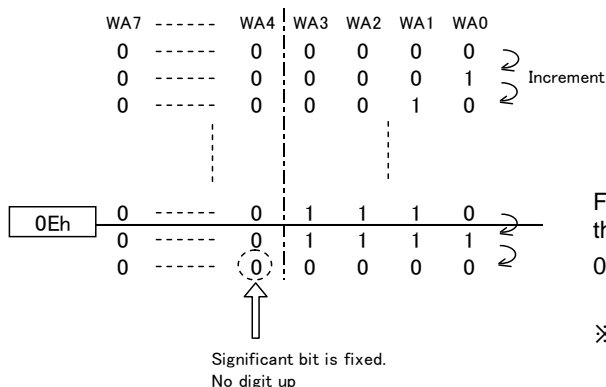 WA7 ------ WA4 WA3 WA2 WA1 WA0
0 ------ 0 0 0 0 0
0 ------ 0 0 0 0 1
Increment
0 ------ 0 0 0 1 0
0Eh
0 ------ 0 1 1 1 0
0 ------ 0 1 1 1 1
0 ------ 0 0 0 0 0
Significant bit is fixed.
No digit up
F
th
0
※